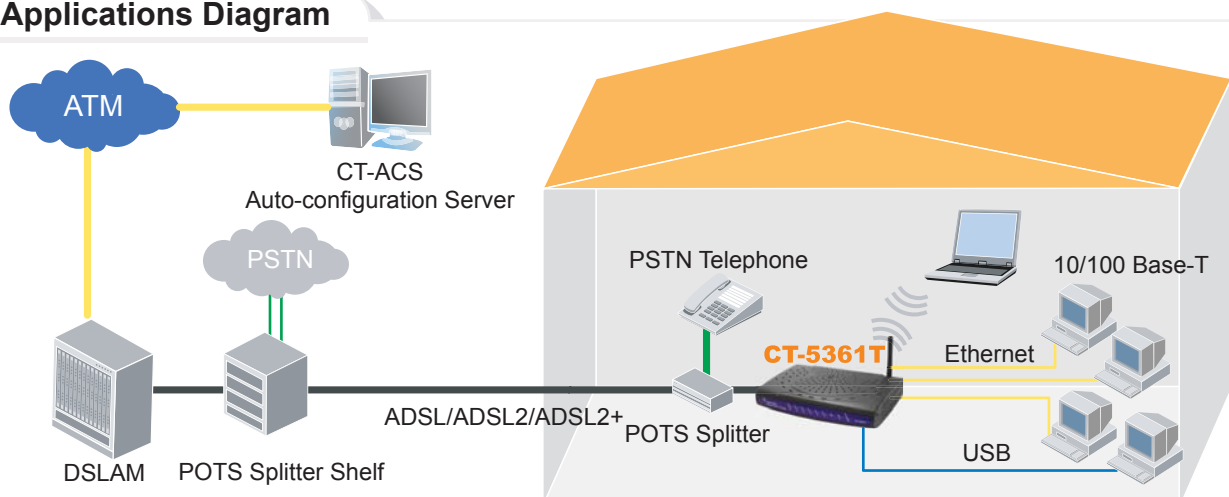 Applications Diagram
ATM
CT-ACS
Auto-configuration Server
PSTN
PSTN Telephone
10/100 Base-T
CT-5361T
Ethernet
ADSL/ADSL2/ADSL2+
POTS Splitter
USB
DSLAM
POTS Splitter Shelf